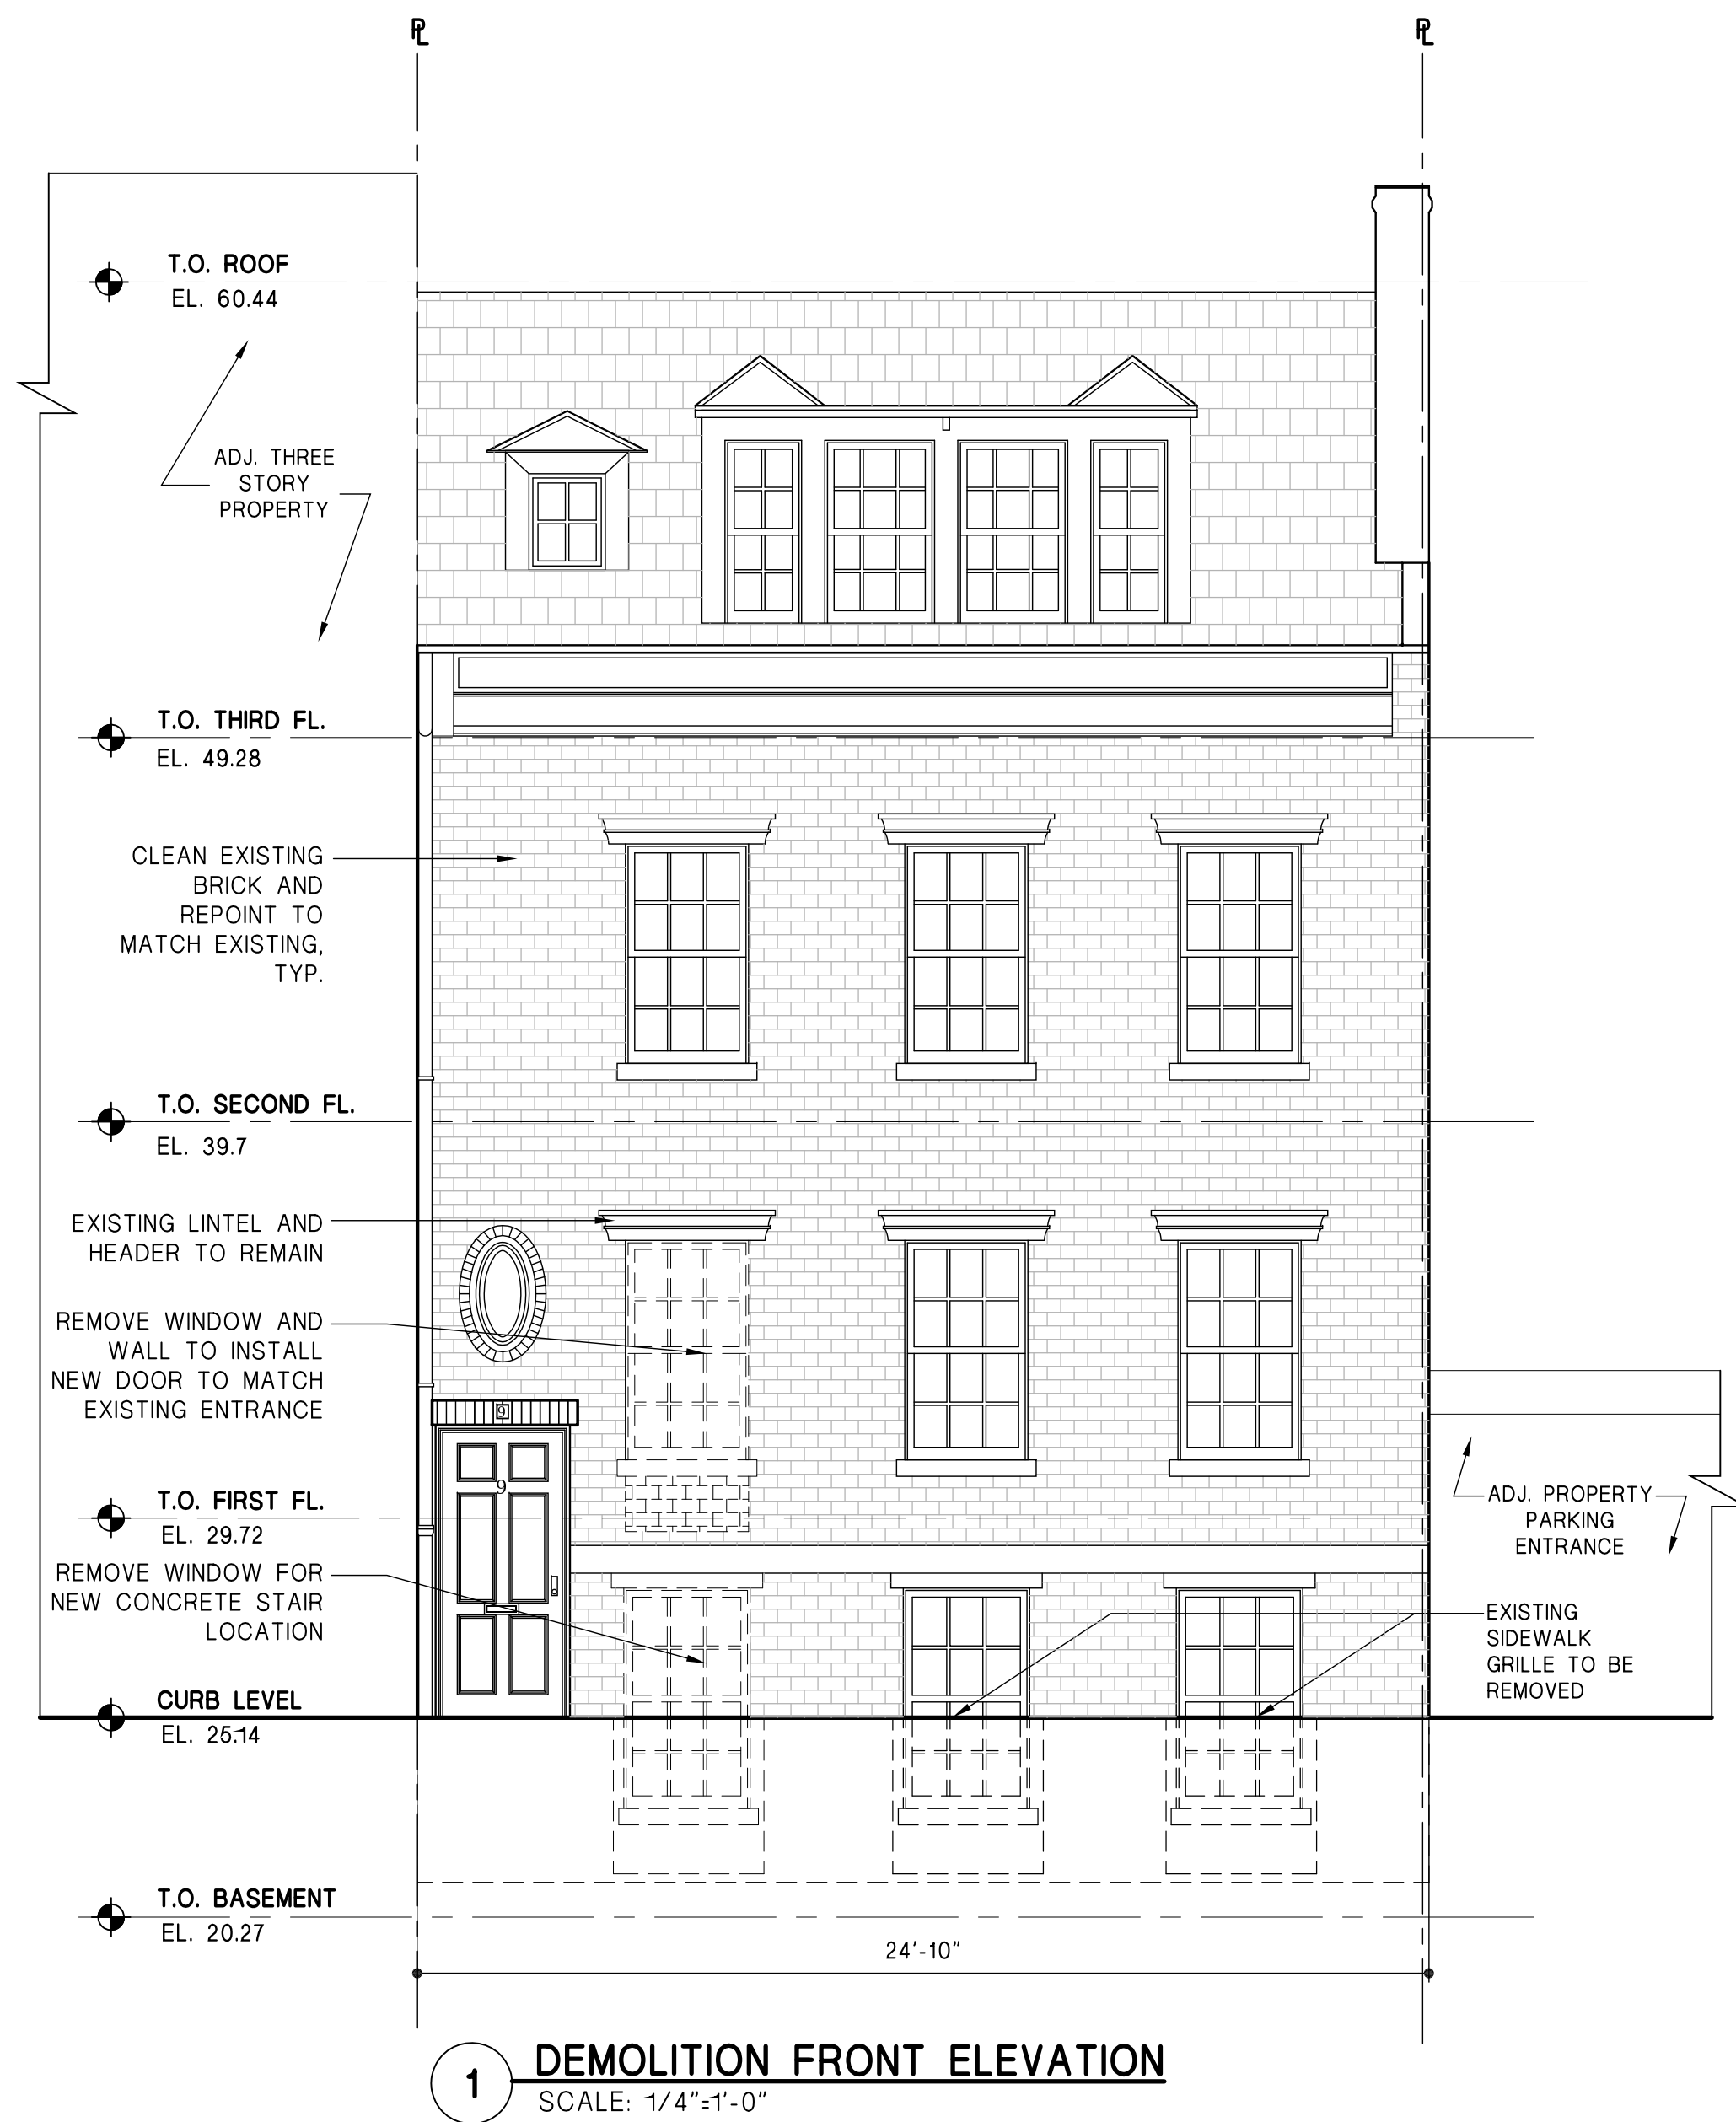 PL
PL
T.O. ROOF
EL. 60.44
ADJ. THREE
STORY
PROPERTY
T.O. THIRD FL.
EL. 49.28
CLEAN EXISTING
BRICK AND
REPOINT TO
MATCH EXISTING,
TYP.
T.O. SECOND FL.
EL. 39.7
EXISTING LINTEL AND
HEADER TO REMAIN
REMOVE WINDOW AND
WALL TO INSTALL
NEW DOOR TO MATCH
EXISTING ENTRANCE
9
9
T.O. FIRST FL.
EL. 29.72
ADJ. PROPERTY
PARKING
ENTRANCE
REMOVE WINDOW FOR
NEW CONCRETE STAIR
LOCATION
EXISTING
SIDEWALK
GRILLE TO BE
REMOVED
CURB LEVEL
EL. 25.14
T.O. BASEMENT
EL. 20.27
24'-10"
1
DEMOLITION FRONT ELEVATION
SCALE: 1/4"=1'-0"